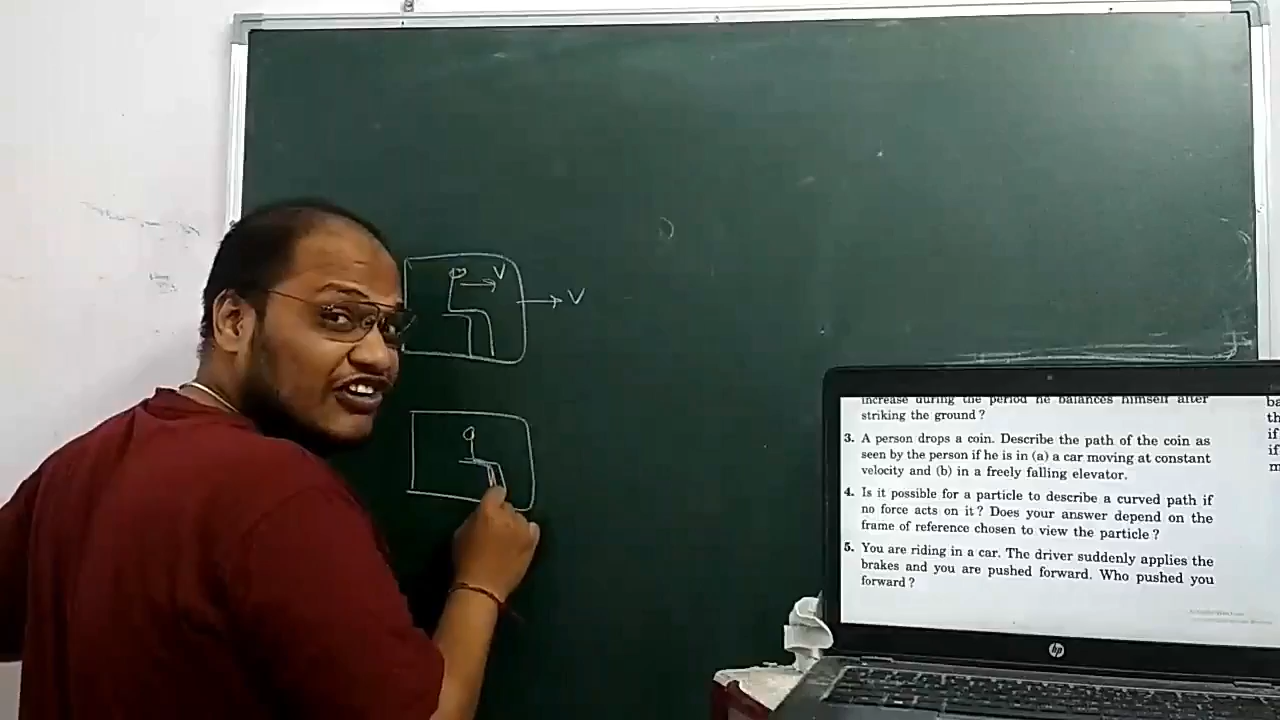 V
V
increase during the period he balances himself after
striking the ground ?
3. A person drops a coin. Describe the path of the coin as
seen by the person if he is in (a) a car moving at constant
velocity and (b) in a freely falling elevator.
4. Is it possible for a particle to describe a curved path if
no force acts on it ? Does your answer depend on the
frame of reference chosen to view the particle ?
5. You are riding in a car. The driver suddenly applies the
brakes and you are pushed forward. Who pushed you
forward ?
ba
th
if
if
m
hp